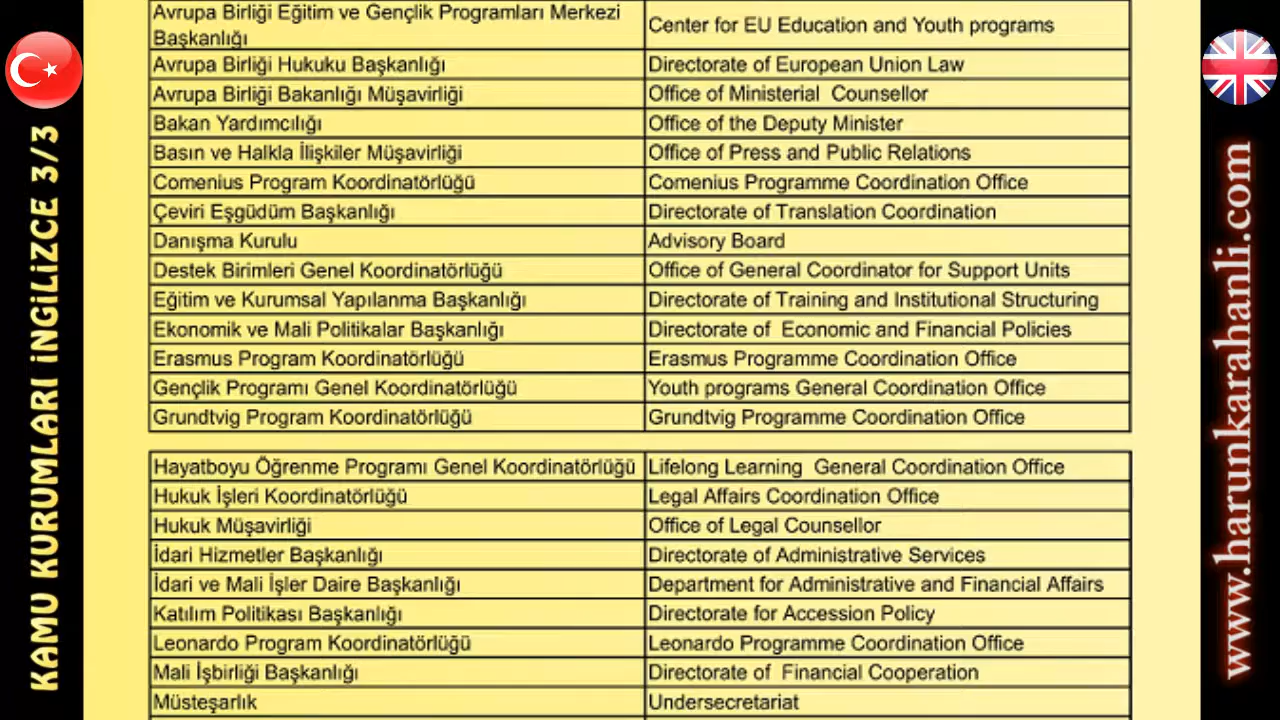 KAMU KURUMLARI İNGİLİZCE 3/3
Avrupa Birliği Eğitim ve Gençlik Programları Merkezi
Başkanlığı
Center for EU Education and Youth programs
Avrupa Birliği Hukuku Başkanlığı
Directorate of European Union Law
Avrupa Birliği Bakanlığı Müşavirliği
Office of Ministerial Counsellor
Bakan Yardımcılığı
Office of the Deputy Minister
Basın ve Halkla İlişkiler Müşavirliği
Office of Press and Public Relations
Comenius Program Koordinatörlüğü
Comenius Programme Coordination Office
Çeviri Eşgüdüm Başkanlığı
Directorate of Translation Coordination
Danışma Kurulu
Advisory Board
Destek Birimleri Genel Koordinatörlüğü
Office of General Coordinator for Support Units
Eğitim ve Kurumsal Yapılanma Başkanlığı
Directorate of Training and Institutional Structuring
Ekonomik ve Mali Politikalar Başkanlığı
Directorate of Economic and Financial Policies
Erasmus Program Koordinatörlüğü
Erasmus Programme Coordination Office
Gençlik Programı Genel Koordinatörlüğü
Youth programs General Coordination Office
Grundtvig Program Koordinatörlüğü
Grundtvig Programme Coordination Office
Hayatboyu Öğrenme Programı Genel Koordinatörlüğü
Lifelong Learning General Coordination Office
Hukuk İşleri Koordinatörlüğü
Legal Affairs Coordination Office
Hukuk Müşavirliği
Office of Legal Counsellor
İdari Hizmetler Başkanlığı
Directorate of Administrative Services
İdari ve Mali İşler Daire Başkanlığı
Department for Administrative and Financial Affairs
Katılım Politikası Başkanlığı
Directorate for Accession Policy
Leonardo Program Koordinatörlüğü
Leonardo Programme Coordination Office
Mali İşbirliği Başkanlığı
Directorate of Financial Cooperation
Müsteşarlık
Undersecretariat
www.harunkarahanli.com